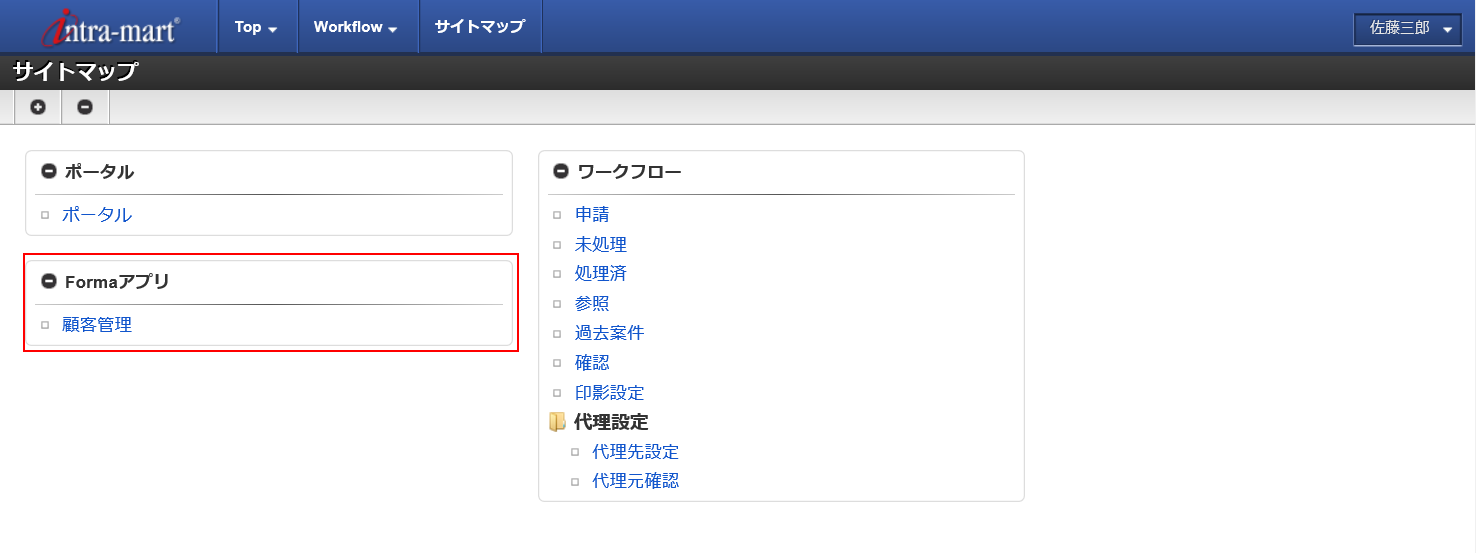 intra-mart® Top Workflow サイトマップ 佐藤三郎
サイトマップ
ポータル
ポータル
Formaアプリ
顧客管理
ワークフロー
申請
未処理
処理済
参照
過去案件
確認
印影設定
代理設定
代理先設定
代理元確認